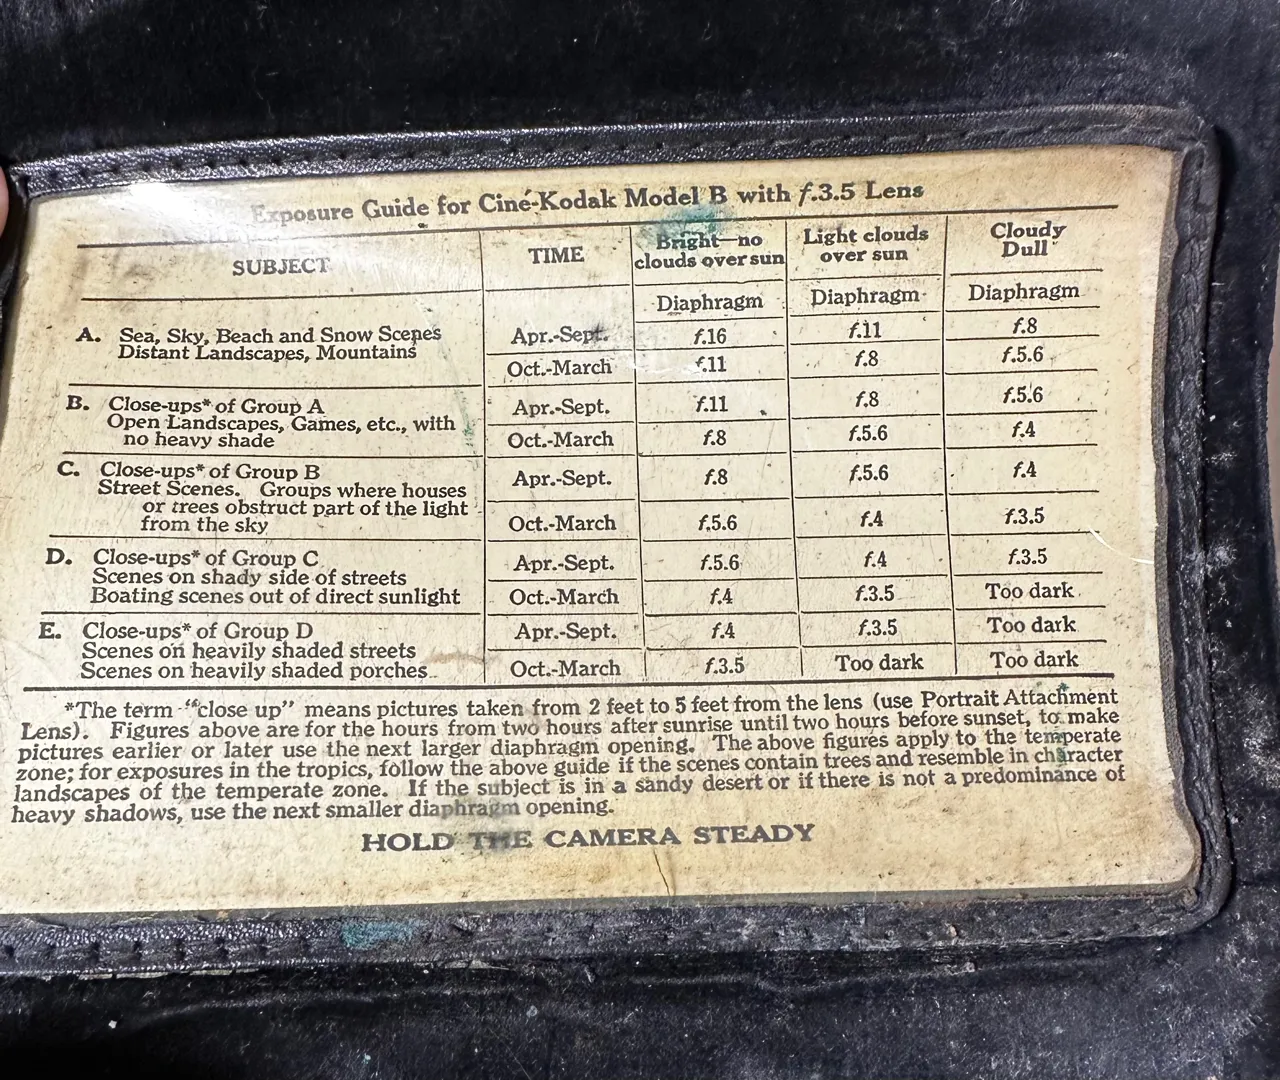 Exposure Guide for Ciné-Kodak Model B with f.3.5 Lens
SUBJECT TIME Bright—no clouds over sun Light clouds over sun Cloudy Dull
Diaphragm Diaphragm Diaphragm
A. Sea, Sky, Beach and Snow Scenes Apr.-Sept. f.16 f.11 f.8
Distant Landscapes, Mountains Oct.-March f.11 f.8 f.5.6
B. Close-ups* of Group A Apr.-Sept. f.11 f.8 f.5.6
Open Landscapes, Games, etc., with
no heavy shade Oct.-March f.8 f.5.6 f.4
C. Close-ups* of Group B Apr.-Sept. f.8 f.5.6 f.4
Street Scenes. Groups where houses
or trees obstruct part of the light
from the sky Oct.-March f.5.6 f.4 f.3.5
D. Close-ups* of Group C Apr.-Sept. f.5.6 f.4 f.3.5
Scenes on shady side of streets
Boating scenes out of direct sunlight Oct.-March f.4 f.3.5 Too dark
E. Close-ups* of Group D Apr.-Sept. f.4 f.3.5 Too dark
Scenes on heavily shaded streets
Scenes on heavily shaded porches Oct.-March f.3.5 Too dark Too dark
*The term "close up" means pictures taken from 2 feet to 5 feet from the lens (use Portrait Attachment
Lens). Figures above are for the hours from two hours after sunrise until two hours before sunset, to make
pictures earlier or later use the next larger diaphragm opening. The above figures apply to the temperate
zone; for exposures in the tropics, follow the above guide if the scenes contain trees and resemble in character
landscapes of the temperate zone. If the subject is in a sandy desert or if there is not a predominance of
heavy shadows, use the next smaller diaphragm opening.
HOLD THE CAMERA STEADY